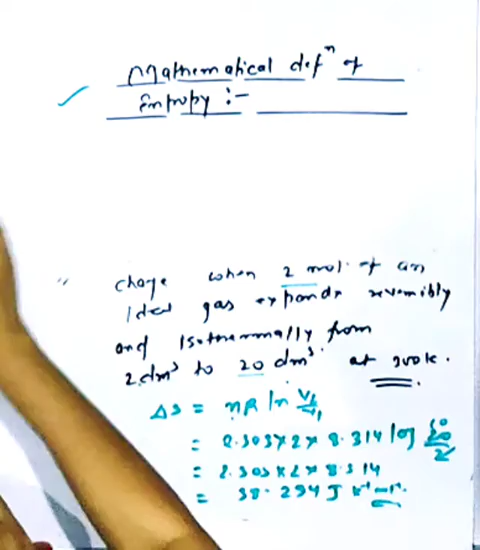 Mathematical defⁿ of
Entropy :-
" change when 2 mol. of an
Ideal gas expands reversibly
and Isothermally from
2 dm³ to 20 dm³ at 300K.
ΔS = nR ln V₂/V₁
= 2.303×2×8.314 log 20/2
= 2.303×2×8.314
= 38.294 J K⁻¹